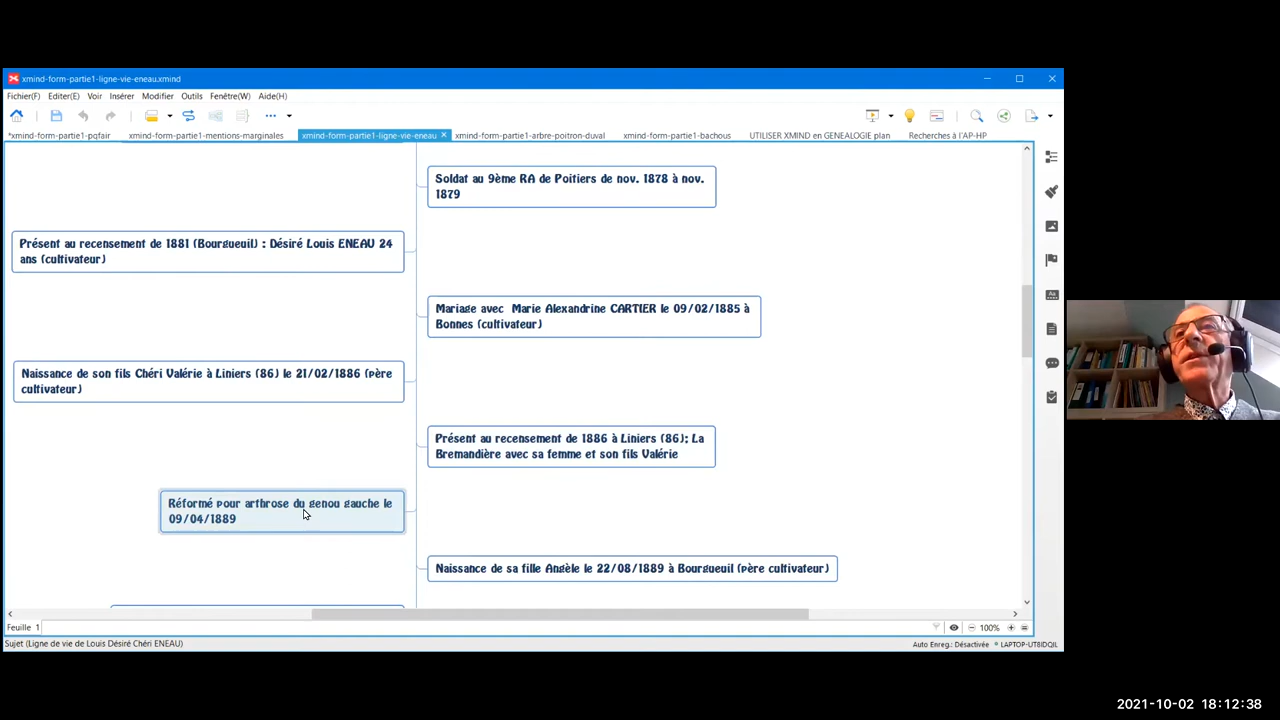 xmind-form-partie1-ligne-vie-eneau.xmind
Fichier(F) Editer(E) Voir Insérer Modifier Outils Fenêtre(W) Aide(H)
*xmind-form-partie1-pgfair xmind-form-partie1-mentions-marginales xmind-form-partie1-ligne-vie-eneau xmind-form-partie1-arbre-poitron-duval xmind-form-partie1-bachous UTILISER XMIND en GENEALOGIE plan Recherches à l'AP-HP
Soldat au 9ème RA de Poitiers de nov. 1878 à nov.
1879
Présent au recensement de 1881 (Bourgueuil) : Désiré Louis ENEAU 24
ans (cultivateur)
Mariage avec Marie Alexandrine CARTIER le 09/02/1885 à
Bonnes (cultivateur)
Naissance de son fils Chéri Valérie à Liniers (86) le 21/02/1886 (père
cultivateur)
Présent au recensement de 1886 à Liniers (86); La
Bremandière avec sa femme et son fils Valérie
Réformé pour arthrose du genou gauche le
09/04/1889
Naissance de sa fille Angèle le 22/08/1889 à Bourgueuil (père cultivateur)
Feuille 1
100%
Sujet (Ligne de vie de Louis Désiré Chéri ENEAU)
Auto Enreg.: Désactivée
2021-10-02 18:12:38